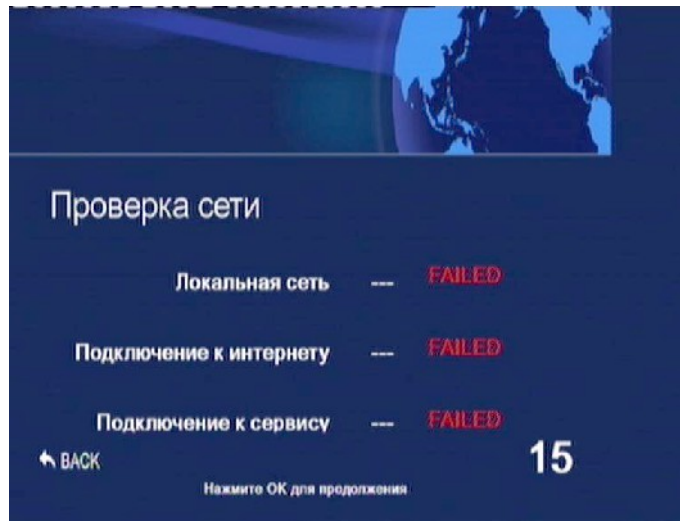 Проверка сети
Локальная сеть --- FAILED
Подключение к интернету --- FAILED
Подключение к сервису --- FAILED
BACK
15
Нажмите ОК для продолжения